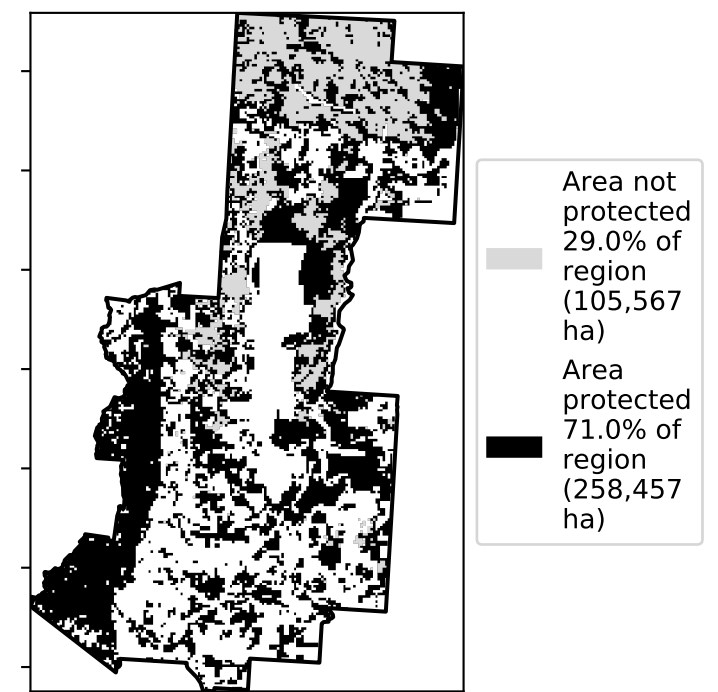 Area not
protected
29.0% of
region
(105,567
ha)
Area
protected
71.0% of
region
(258,457
ha)